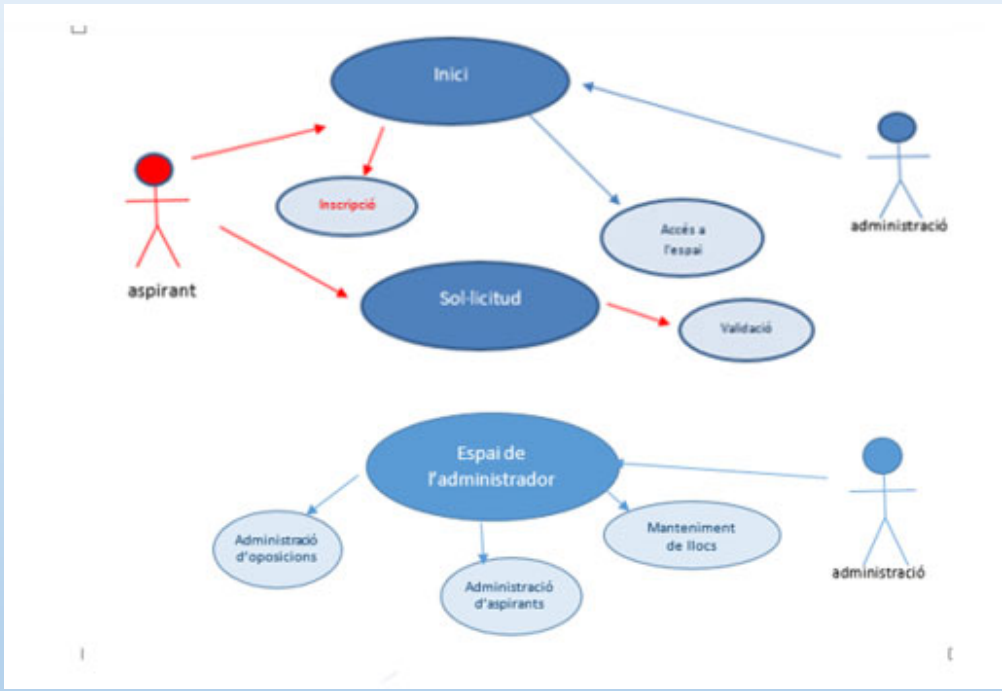 Inici
administració
Inscripció
Accés a
l'espai
aspirant
Sol·licitud
Validació
Espai de
l'administrador
Administració
d'oposicions
Manteniment
de llocs
Administració
d'aspirants
administració